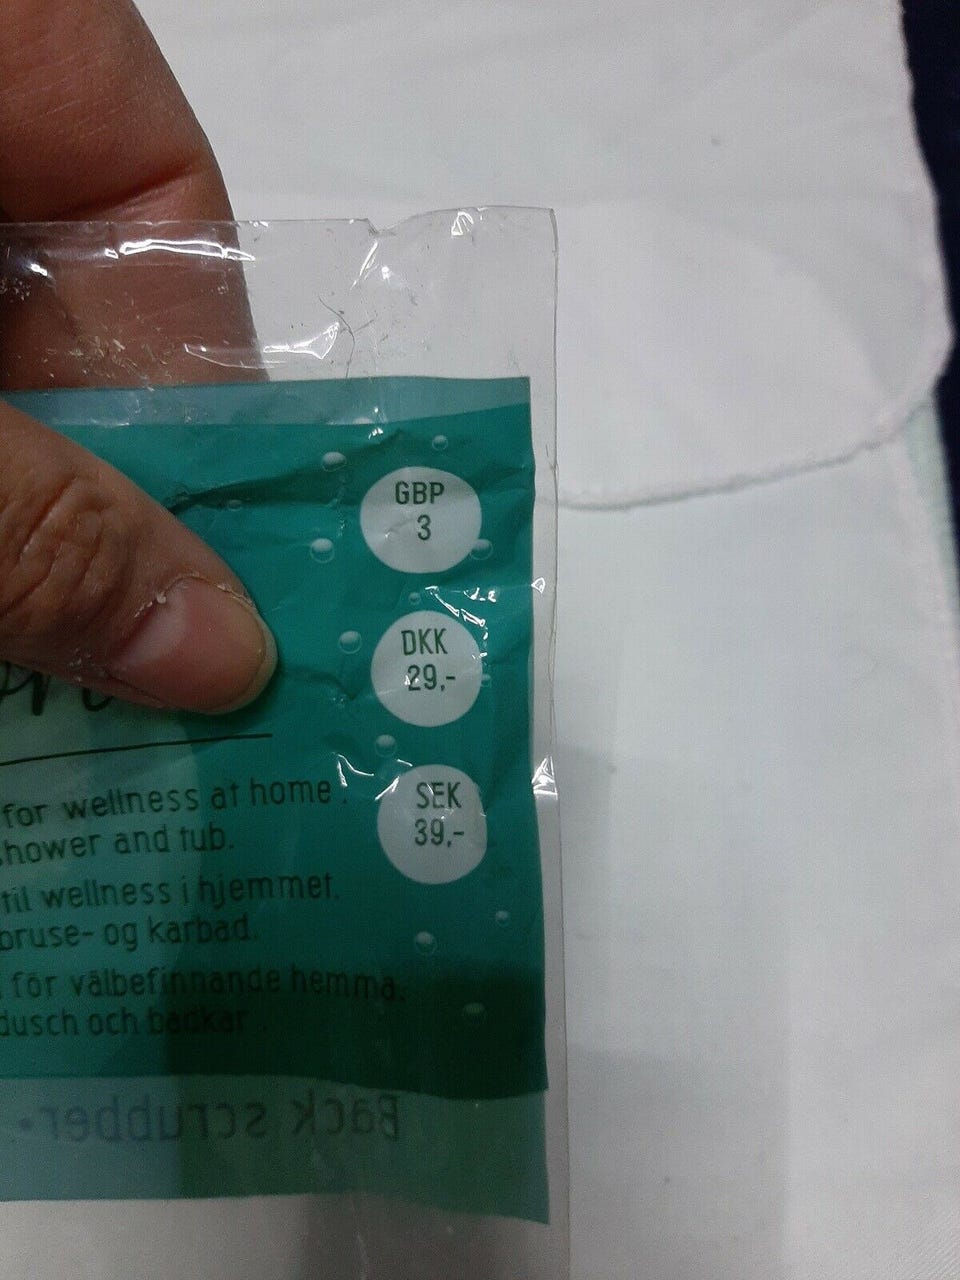 GBP
3
DKK
29,-
SEK
39,-
for wellness at home.
shower and tub.
til wellness i hjemmet.
bruse- og karbad.
för välbefinnande hemma.
dusch och badkar
Back scrubber